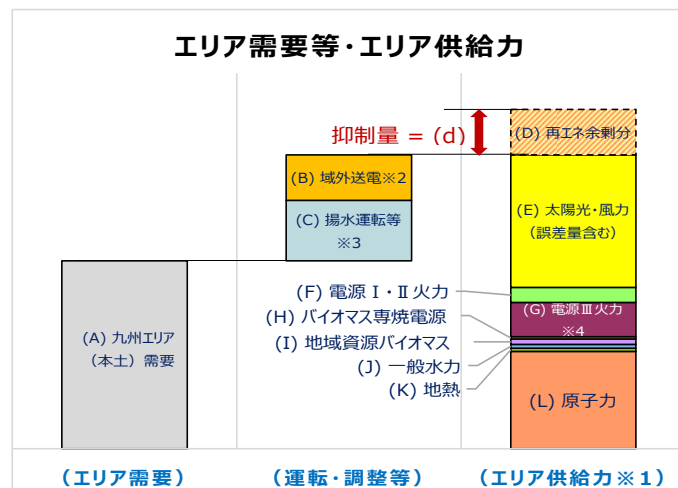 エリア需要等・エリア供給力
抑制量 = (d)
(D) 再エネ余剰分
(B) 域外送電※2
(C) 揚水運転等
※3
(E) 太陽光・風力
（誤差量含む）
(A) 九州エリア
（本土）需要
(F) 電源Ⅰ・Ⅱ火力
(G) 電源Ⅲ火力
※4
(H) バイオマス専焼電源
(I) 地域資源バイオマス
(J) 一般水力
(K) 地熱
(L) 原子力
（エリア需要）
（運転・調整等）
（エリア供給力※1）